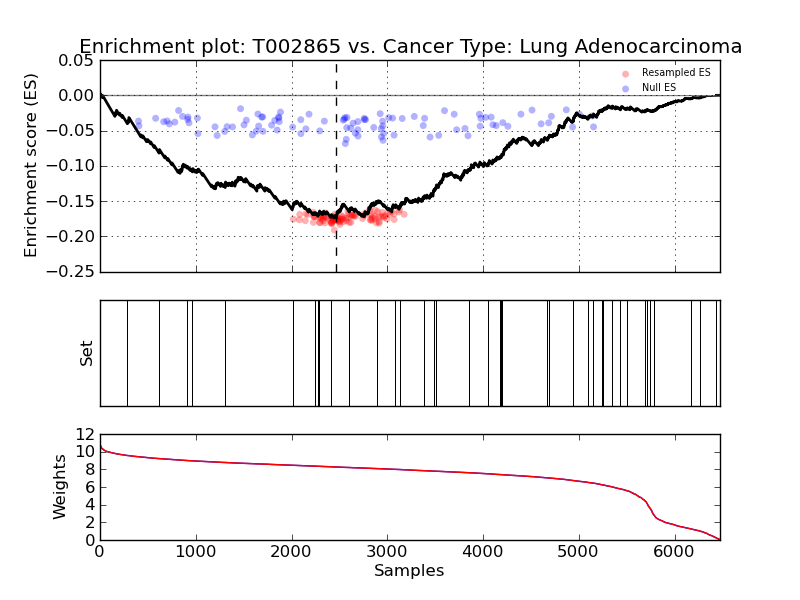 Enrichment plot: T002865 vs. Cancer Type: Lung Adenocarcinoma
0.05
0.00
−0.05
−0.10
−0.15
−0.20
−0.25
Enrichment score (ES)
Resampled ES
Null ES
Set
12
10
8
6
4
2
0
Weights
0 1000 2000 3000 4000 5000 6000
Samples